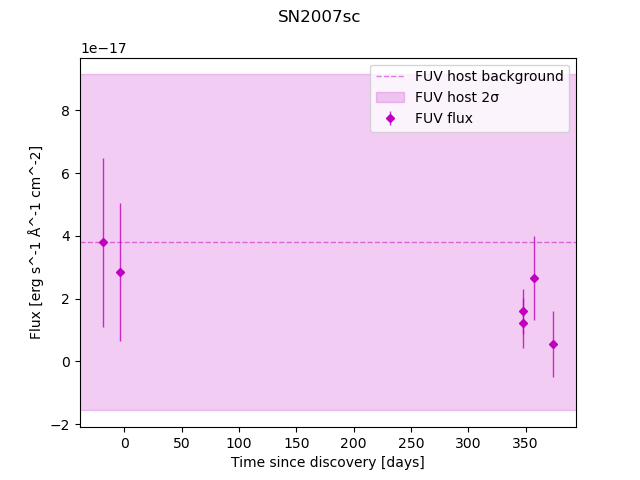 SN2007sc
1e−17
FUV host background
FUV host 2σ
FUV flux
8
6
4
2
0
−2
Flux [erg s^-1 Å^-1 cm^-2]
0 50 100 150 200 250 300 350
Time since discovery [days]